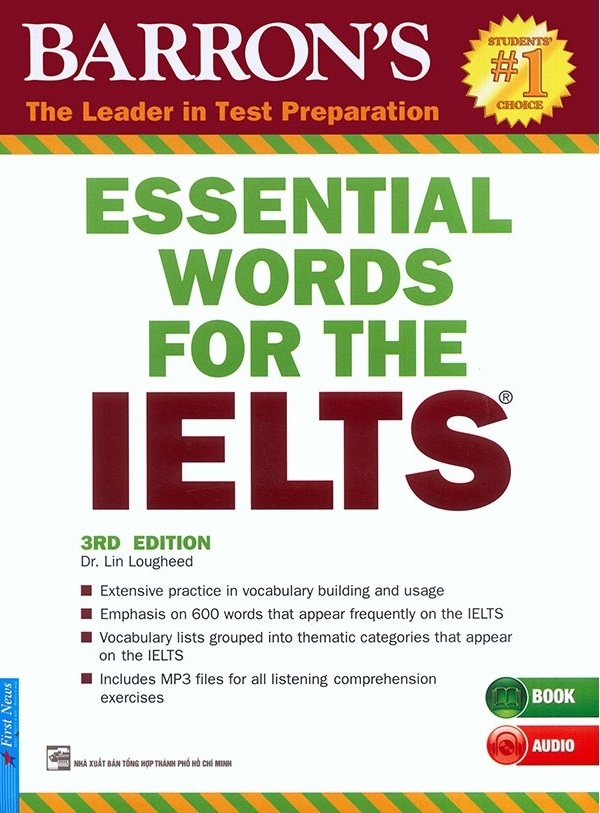 BARRON'S
The Leader in Test Preparation
STUDENTS'
#1
CHOICE
ESSENTIAL
WORDS
FOR THE
IELTS®
3RD EDITION
Dr. Lin Lougheed
■ Extensive practice in vocabulary building and usage
■ Emphasis on 600 words that appear frequently on the IELTS
■ Vocabulary lists grouped into thematic categories that appear
on the IELTS
■ Includes MP3 files for all listening comprehension
exercises
BOOK
AUDIO
First News
NHÀ XUẤT BẢN TỔNG HỢP THÀNH PHỐ HỒ CHÍ MINH